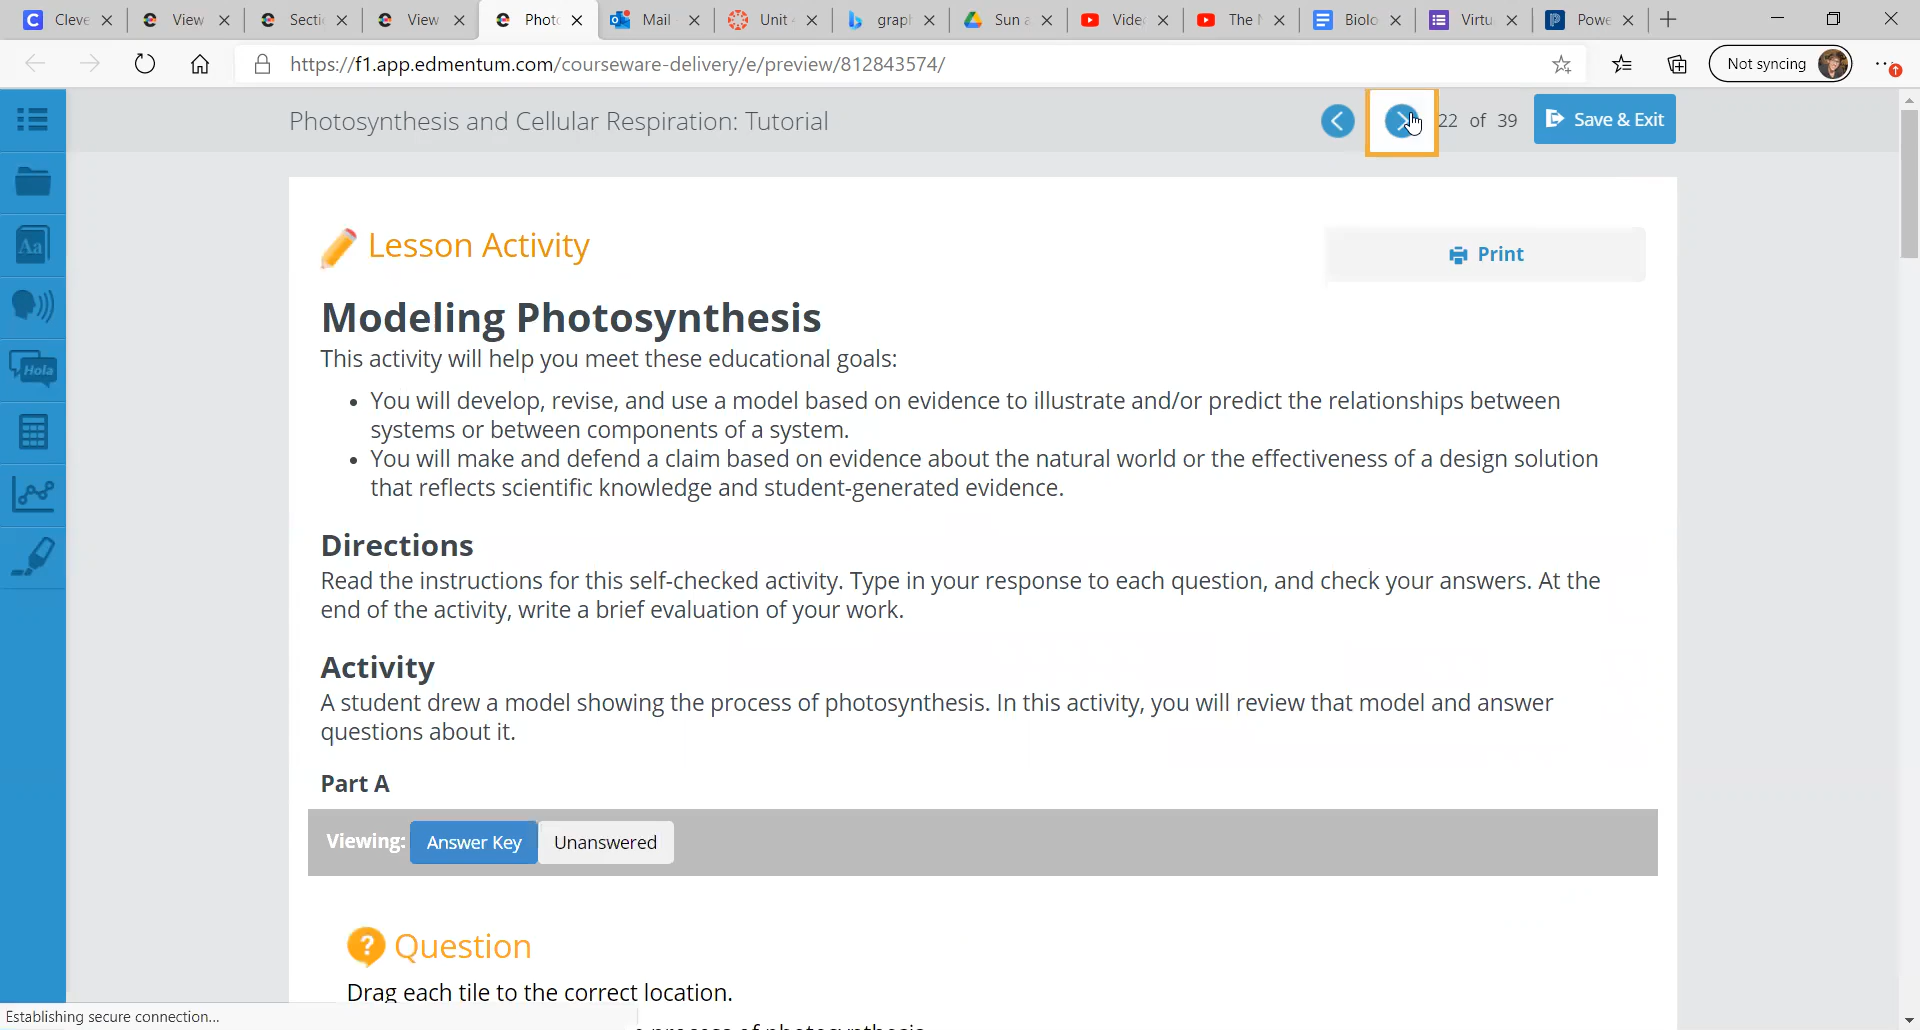 Cleve
View
Secti
View
Phot
Mail
Unit
grap
Sun a
Vide
The
Biolo
Virtu
Powe
https://f1.app.edmentum.com/courseware-delivery/e/preview/812843574/
Not syncing
Photosynthesis and Cellular Respiration: Tutorial
22 of 39
Save & Exit
Aa
Hola
Lesson Activity
Print
Modeling Photosynthesis
This activity will help you meet these educational goals:
• You will develop, revise, and use a model based on evidence to illustrate and/or predict the relationships between
systems or between components of a system.
• You will make and defend a claim based on evidence about the natural world or the effectiveness of a design solution
that reflects scientific knowledge and student-generated evidence.
Directions
Read the instructions for this self-checked activity. Type in your response to each question, and check your answers. At the
end of the activity, write a brief evaluation of your work.
Activity
A student drew a model showing the process of photosynthesis. In this activity, you will review that model and answer
questions about it.
Part A
Viewing: Answer Key Unanswered
? Question
Drag each tile to the correct location.
process of photosynthesis
Establishing secure connection...